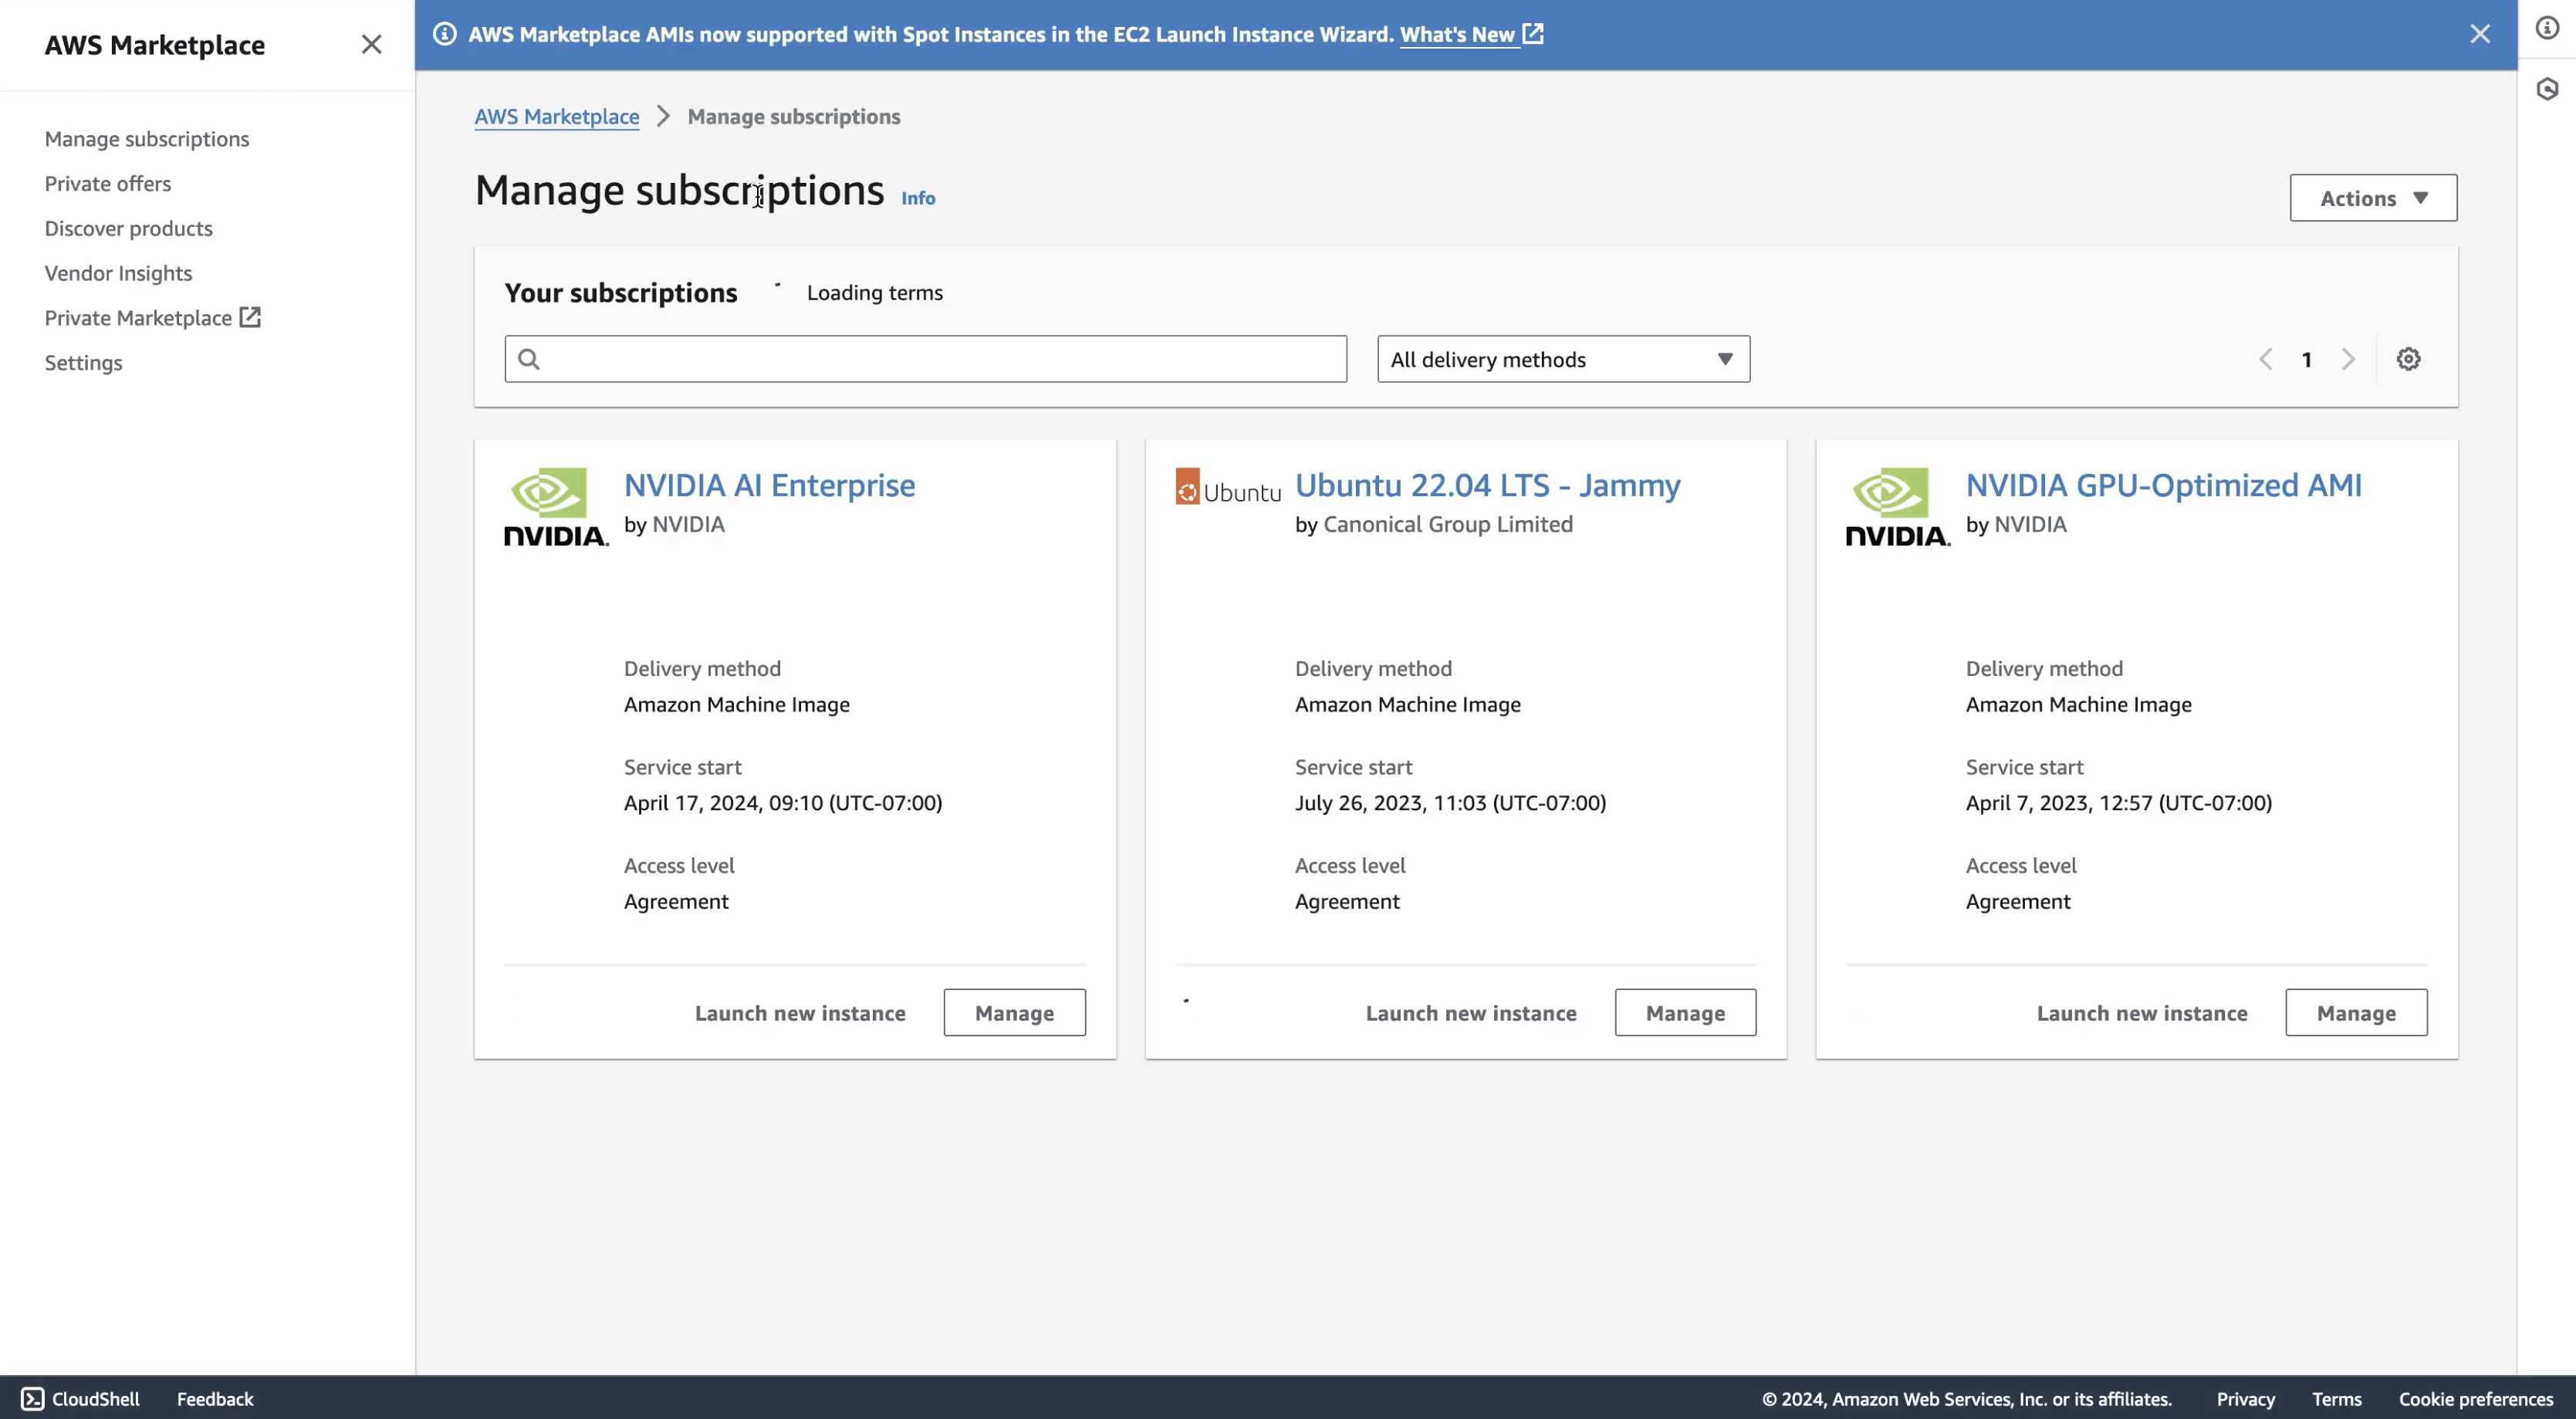 AWS Marketplace
Manage subscriptions
Private offers
Discover products
Vendor Insights
Private Marketplace
Settings
AWS Marketplace AMIs now supported with Spot Instances in the EC2 Launch Instance Wizard. What's New
AWS Marketplace > Manage subscriptions
Manage subscriptions Info
Actions
Your subscriptions Loading terms
All delivery methods
1
NVIDIA.
NVIDIA AI Enterprise
by NVIDIA
Delivery method
Amazon Machine Image
Service start
April 17, 2024, 09:10 (UTC-07:00)
Access level
Agreement
Launch new instance Manage
Ubuntu
Ubuntu 22.04 LTS - Jammy
by Canonical Group Limited
Delivery method
Amazon Machine Image
Service start
July 26, 2023, 11:03 (UTC-07:00)
Access level
Agreement
Launch new instance Manage
NVIDIA.
NVIDIA GPU-Optimized AMI
by NVIDIA
Delivery method
Amazon Machine Image
Service start
April 7, 2023, 12:57 (UTC-07:00)
Access level
Agreement
Launch new instance Manage
CloudShell Feedback © 2024, Amazon Web Services, Inc. or its affiliates. Privacy Terms Cookie preferences